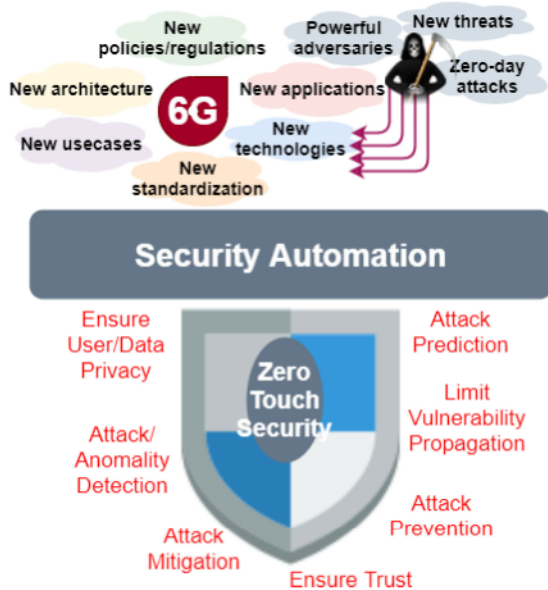 New
policies/regulations
Powerful
adversaries
New threats
Zero-day
attacks
New architecture
6G
New applications
New usecases
New
technologies
New
standardization
Security Automation
Ensure
User/Data
Privacy
Attack
Prediction
Zero
Touch
Security
Limit
Vulnerability
Propagation
Attack/
Anomality
Detection
Attack
Prevention
Attack
Mitigation
Ensure Trust